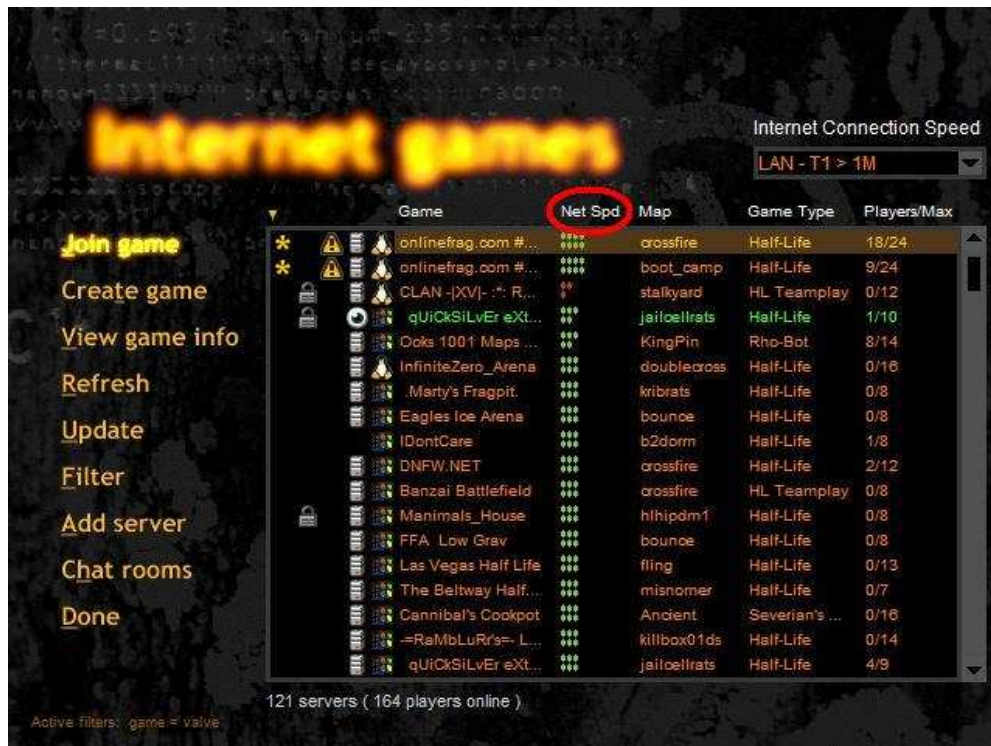 Internet games
Internet Connection Speed
LAN - T1 > 1M
Game Net Spd Map Game Type Players/Max
Join game
Create game
View game info
Refresh
Update
Filter
Add server
Chat rooms
Done
onlinefrag.com #... crossfire Half-Life 18/24
onlinefrag.com #... boot_camp Half-Life 9/24
CLAN -|XV|- :*: R... stalkyard HL Teamplay 0/12
qUiCkSiLvEr eXt... jailcellrats Half-Life 1/10
Ooks 1001 Maps ... KingPin Rho-Bot 8/14
InfiniteZero_Arena doublecross Half-Life 0/16
.Marty's Fragpit. kribrats Half-Life 0/8
Eagles Ice Arena bounce Half-Life 0/8
IDontCare b2dorm Half-Life 1/8
DNFW.NET crossfire Half-Life 2/12
Banzai Battlefield crossfire HL Teamplay 0/8
Manimals_House hlhipdm1 Half-Life 0/8
FFA Low Grav bounce Half-Life 0/8
Las Vegas Half Life fling Half-Life 0/13
The Beltway Half... misnomer Half-Life 0/7
Cannibal's Cookpot Ancient Severian's ... 0/16
-=RaMbLuRr's=- L... killbox01ds Half-Life 0/14
qUiCkSiLvEr eXt... jailcellrats Half-Life 4/9
121 servers ( 164 players online )
Active filters: game = valve